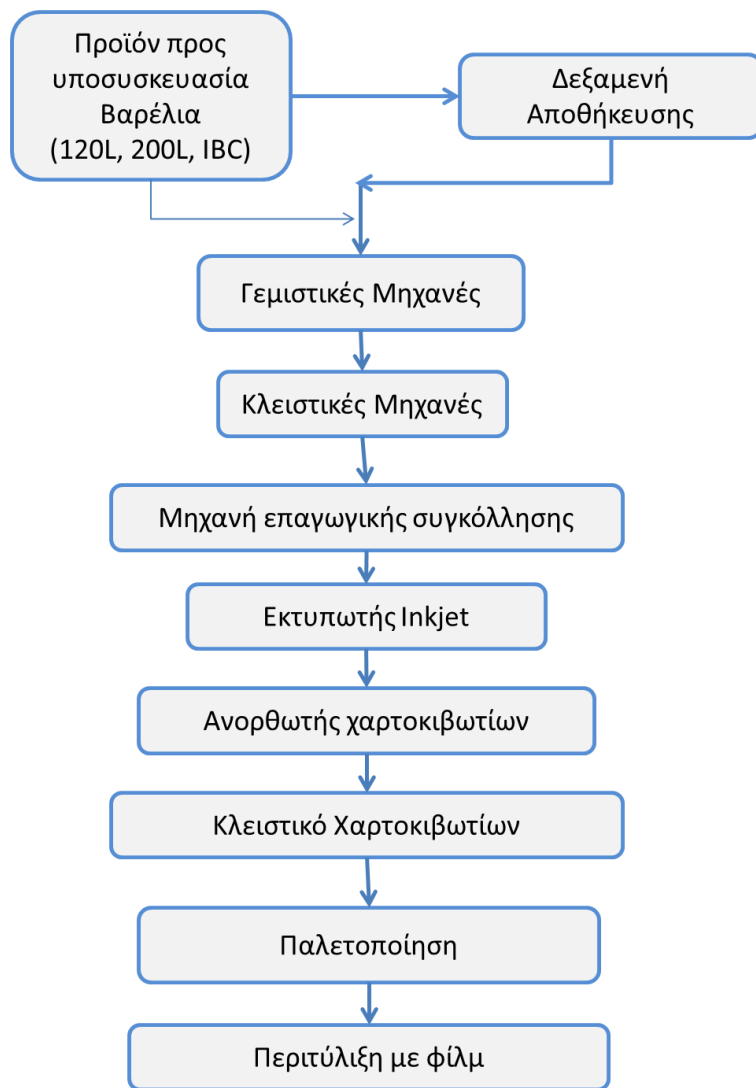 Προϊόν προς
υποσυσκευασία
Βαρέλια
(120L, 200L, IBC)
Δεξαμενή
Αποθήκευσης
Γεμιστικές Μηχανές
Κλειστικές Μηχανές
Μηχανή επαγωγικής συγκόλλησης
Εκτυπωτής Inkjet
Ανορθωτής χαρτοκιβωτίων
Κλειστικό Χαρτοκιβωτίων
Παλετοποίηση
Περιτύλιξη με φίλμ